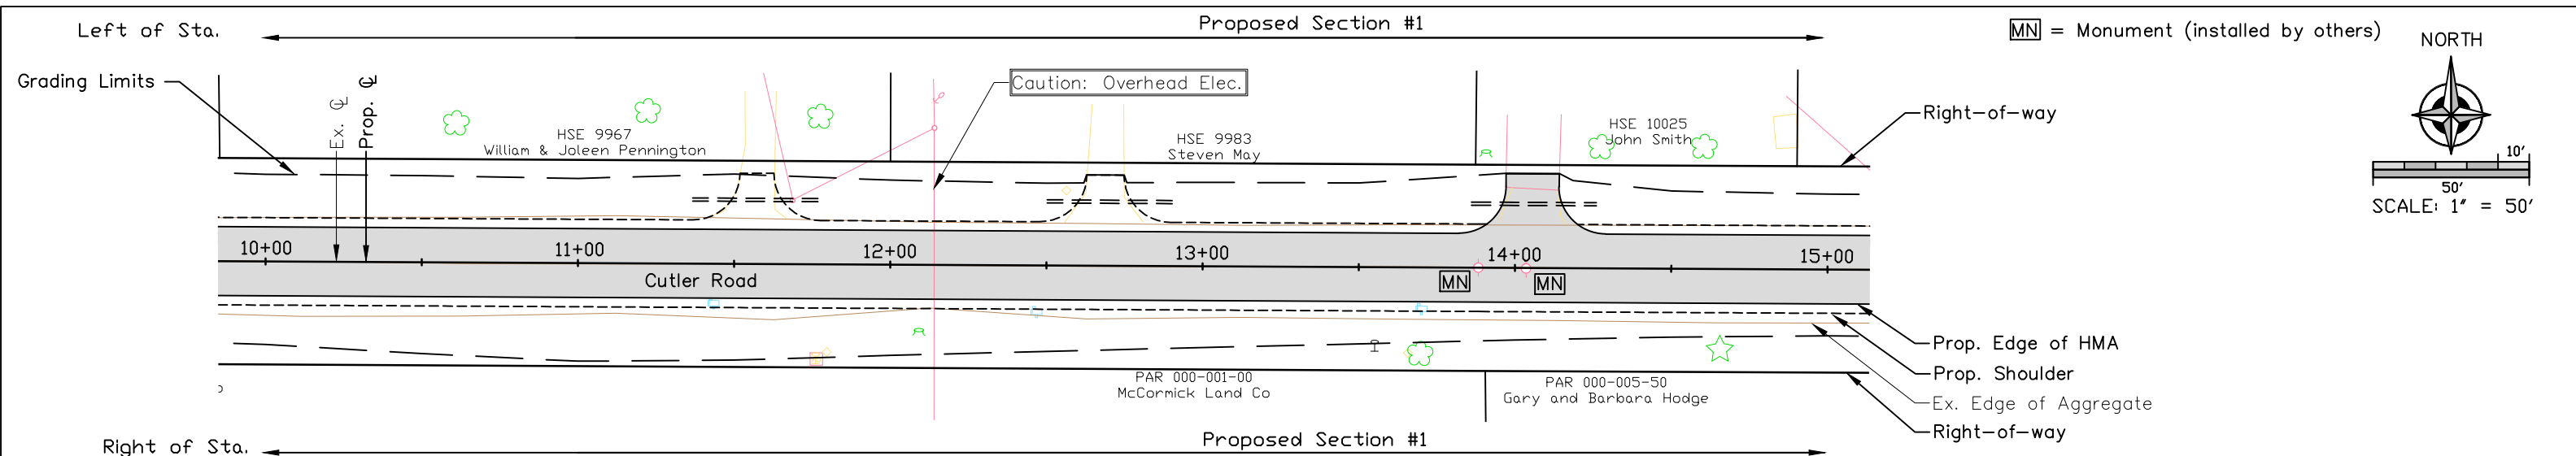 Proposed Section #1
Left of Sta.
MN = Monument (installed by others)
NORTH
Grading Limits
Ex. ℄
Prop. ℄
Caution: Overhead Elec.
Right-of-way
HSE 9967
William & Joleen Pennington
HSE 9983
Steven May
HSE 10025
John Smith
10'
50'
SCALE: 1" = 50'
10+00
11+00
12+00
13+00
14+00
15+00
Cutler Road
MN
MN
Prop. Edge of HMA
Prop. Shoulder
Ex. Edge of Aggregate
Right-of-way
PAR 000-001-00
McCormick Land Co
PAR 000-005-50
Gary and Barbara Hodge
Right of Sta.
Proposed Section #1